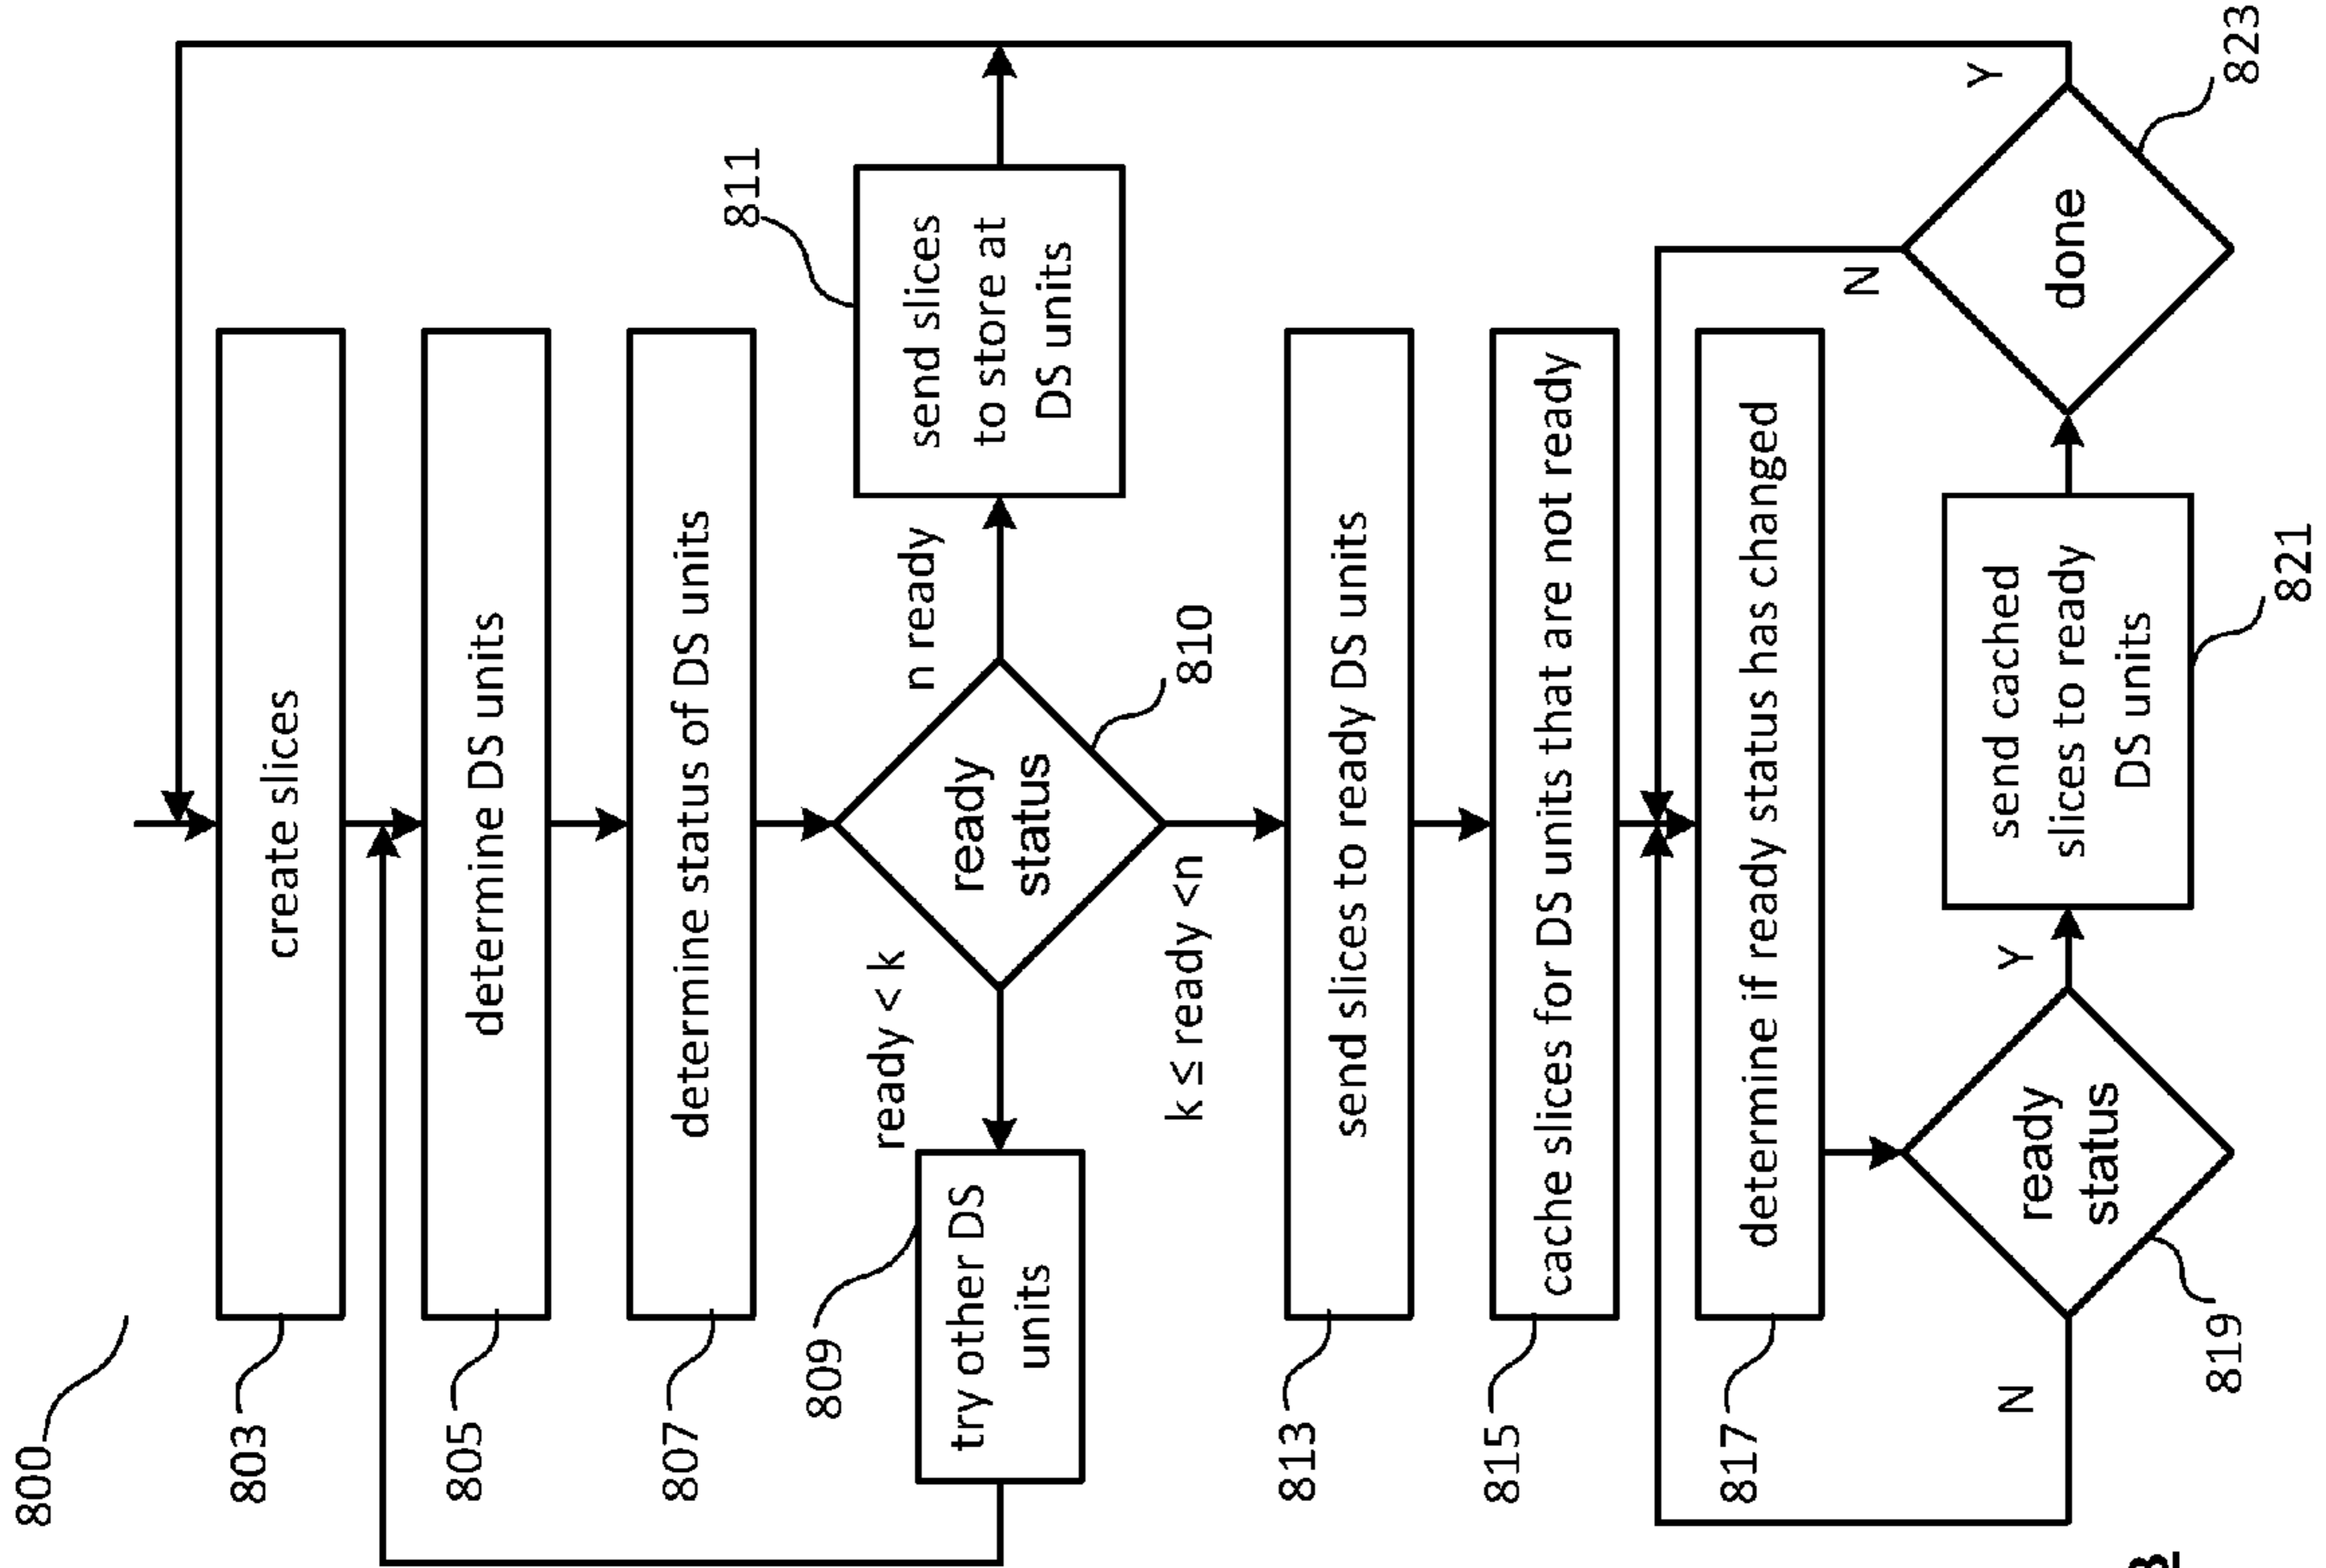 800
803
create slices
805
determine DS units
807
determine status of DS units
809
try other DS
units
ready < k
ready
status
810
n ready
811
send slices
to store at
DS units
k ≤ ready <n
813
send slices to ready DS units
815
cache slices for DS units that are not ready
817
determine if ready status has changed
N
ready
status
819
Y
send cached
slices to ready
DS units
821
N
done
Y
823